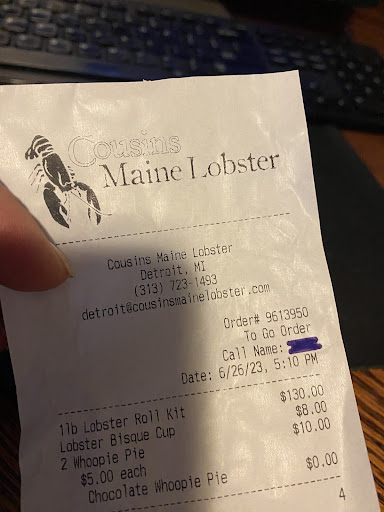 Cousins
Maine Lobster
Cousins Maine Lobster
Detroit, MI
(313) 723-1493
detroit@cousinsmainelobster.com
Order# 9613950
To Go Order
Call Name:
Date: 6/26/23, 5:10 PM
1lb Lobster Roll Kit $130.00
Lobster Bisque Cup $8.00
2 Whoopie Pie $10.00
$5.00 each
Chocolate Whoopie Pie $0.00
4